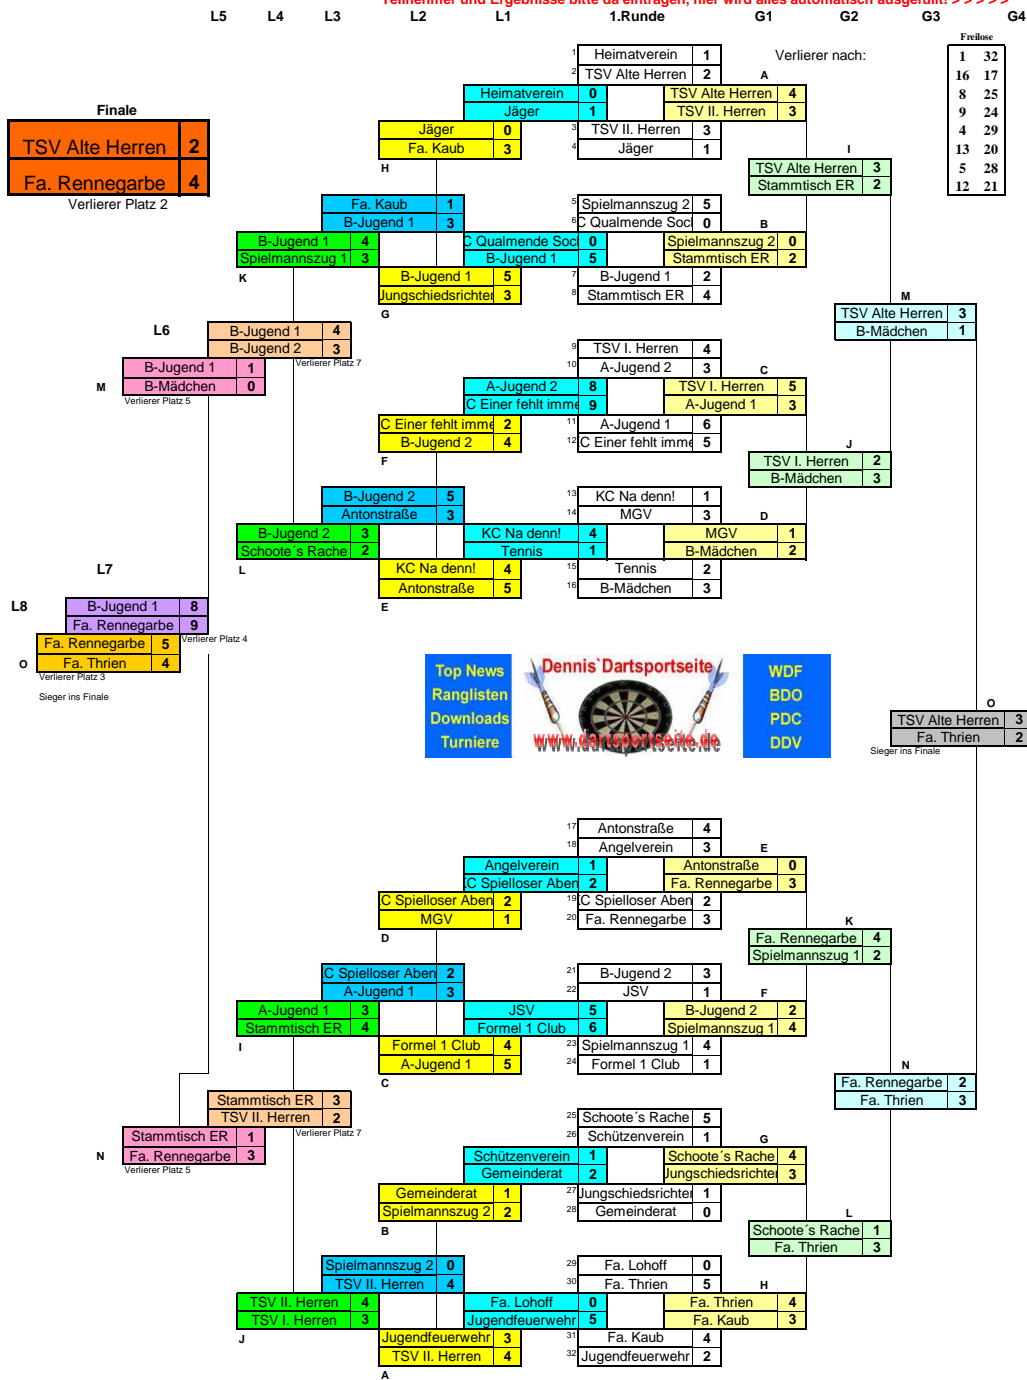 Teilnehmer und Ergebnisse bitte da eintragen, hier wird alles automatisch ausgefüllt! > > > > >
L5 L4 L3 L2 L1 1.Runde G1 G2 G3 G4
Freilose
1 Heimatverein 1 Verlierer nach: 1 32
2 TSV Alte Herren 2 A 16 17
Heimatverein 0 TSV Alte Herren 4 8 25
Finale Jäger 1 TSV II. Herren 3 9 24
Jäger 0 3 TSV II. Herren 3 4 29
TSV Alte Herren 2 Fa. Kaub 3 4 Jäger 1 I 13 20
H TSV Alte Herren 3 5 28
Fa. Rennegarbe 4 Stammtisch ER 2 12 21
Verlierer Platz 2 Fa. Kaub 1 5 Spielmannszug 2 5
B-Jugend 1 3 6 C Qualmende Socl 0 B
B-Jugend 1 4 C Qualmende Socl 0 Spielmannszug 2 0
Spielmannszug 1 3 B-Jugend 1 5 Stammtisch ER 2
K B-Jugend 1 5 7 B-Jugend 1 2
Jungschiedsrichter 3 8 Stammtisch ER 4 M
G TSV Alte Herren 3
L6 B-Jugend 1 4 B-Mädchen 1
B-Jugend 2 3 9 TSV I. Herren 4
B-Jugend 1 1 Verlierer Platz 7 10 A-Jugend 2 3 C
M B-Mädchen 0 A-Jugend 2 8 TSV I. Herren 5
Verlierer Platz 5 C Einer fehlt imme 9 A-Jugend 1 3
C Einer fehlt imme 2 11 A-Jugend 1 6
B-Jugend 2 4 12 C Einer fehlt imme 5 J
F TSV I. Herren 2
B-Mädchen 3
B-Jugend 2 5 13 KC Na denn! 1
Antonstraße 3 14 MGV 3 D
B-Jugend 2 3 KC Na denn! 4 MGV 1
Schoote´s Rache 2 Tennis 1 B-Mädchen 2
L7 L KC Na denn! 4 15 Tennis 2
Antonstraße 5 16 B-Mädchen 3
L8 B-Jugend 1 8 E
Fa. Rennegarbe 9
Fa. Rennegarbe 5 Verlierer Platz 4
O Fa. Thrien 4
Verlierer Platz 3
Sieger ins Finale
Top News Dennis`Dartsportseite WDF
Ranglisten BDO
Downloads PDC
Turniere www.dartsportseite.de DDV
O
TSV Alte Herren 3
Fa. Thrien 2
Sieger ins Finale
17 Antonstraße 4
18 Angelverein 3 E
Angelverein 1 Antonstraße 0
C Spielloser Aben 2 Fa. Rennegarbe 3
C Spielloser Aben 2 19 C Spielloser Aben 2
MGV 1 20 Fa. Rennegarbe 3 K
D Fa. Rennegarbe 4
Spielmannszug 1 2
C Spielloser Aben 2 21 B-Jugend 2 3
A-Jugend 1 3 22 JSV 1 F
A-Jugend 1 3 JSV 5 B-Jugend 2 2
Stammtisch ER 4 Formel 1 Club 6 Spielmannszug 1 4
I Formel 1 Club 4 23 Spielmannszug 1 4
A-Jugend 1 5 24 Formel 1 Club 1 N
C Fa. Rennegarbe 2
Stammtisch ER 3 Fa. Thrien 3
TSV II. Herren 2 25 Schoote´s Rache 5
Stammtisch ER 1 Verlierer Platz 7 26 Schützenverein 1 G
N Fa. Rennegarbe 3 Schützenverein 1 Schoote´s Rache 4
Verlierer Platz 5 Gemeinderat 2 Jungschiedsrichter 3
Gemeinderat 1 27 Jungschiedsrichter 1
Spielmannszug 2 2 28 Gemeinderat 0 L
B Schoote´s Rache 1
Fa. Thrien 3
Spielmannszug 2 0 29 Fa. Lohoff 0
TSV II. Herren 4 30 Fa. Thrien 5 H
TSV II. Herren 4 Fa. Lohoff 0 Fa. Thrien 4
TSV I. Herren 3 Jugendfeuerwehr 5 Fa. Kaub 3
J Jugendfeuerwehr 3 31 Fa. Kaub 4
TSV II. Herren 4 32 Jugendfeuerwehr 2
A